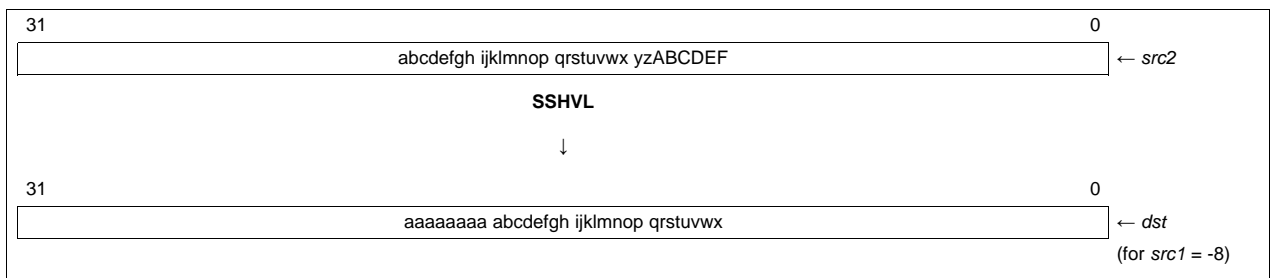 31 0
abcdefgh ijklmnop qrstuvwx yzABCDEF ← src2
SSHVL
↓
31 0
aaaaaaaa abcdefgh ijklmnop qrstuvwx ← dst
(for src1 = -8)